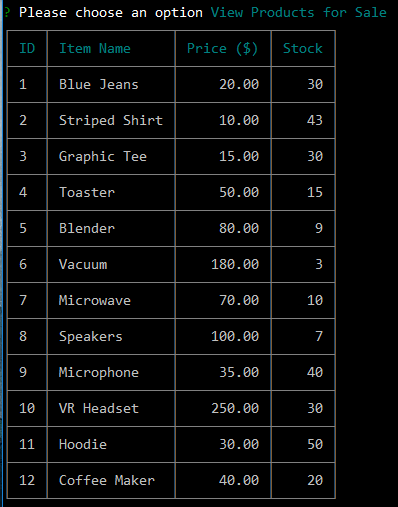 ? Please choose an option View Products for Sale
ID Item Name Price ($) Stock
1 Blue Jeans 20.00 30
2 Striped Shirt 10.00 43
3 Graphic Tee 15.00 30
4 Toaster 50.00 15
5 Blender 80.00 9
6 Vacuum 180.00 3
7 Microwave 70.00 10
8 Speakers 100.00 7
9 Microphone 35.00 40
10 VR Headset 250.00 30
11 Hoodie 30.00 50
12 Coffee Maker 40.00 20